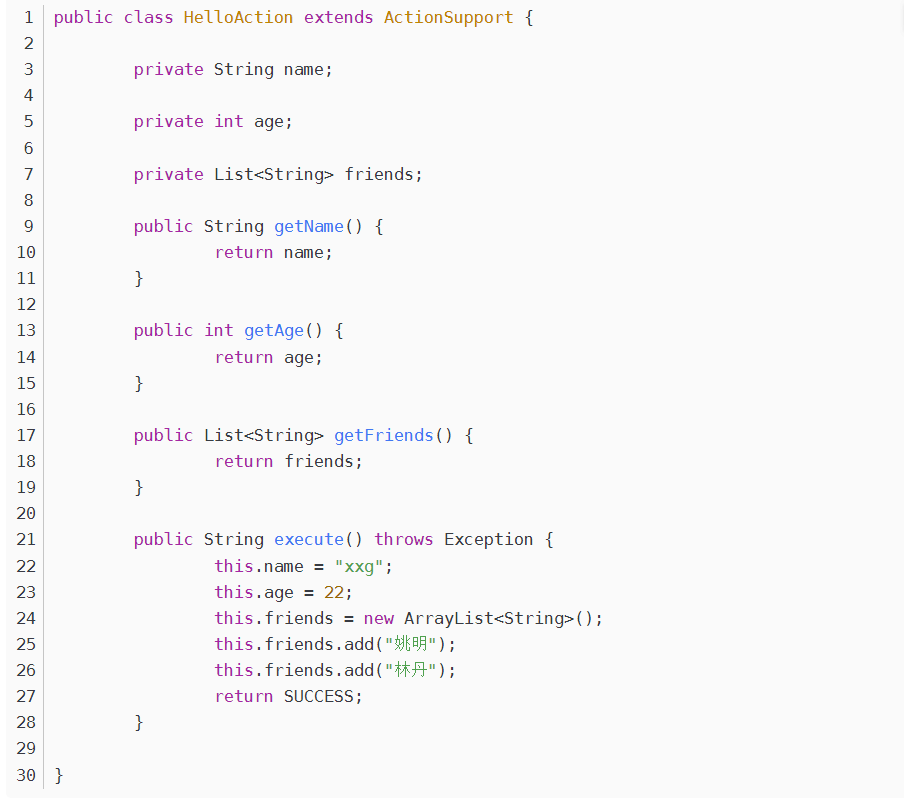 1 public class HelloAction extends ActionSupport {
2
3 private String name;
4
5 private int age;
6
7 private List<String> friends;
8
9 public String getName() {
10 return name;
11 }
12
13 public int getAge() {
14 return age;
15 }
16
17 public List<String> getFriends() {
18 return friends;
19 }
20
21 public String execute() throws Exception {
22 this.name = "xxg";
23 this.age = 22;
24 this.friends = new ArrayList<String>();
25 this.friends.add("姚明");
26 this.friends.add("林丹");
27 return SUCCESS;
28 }
29
30 }